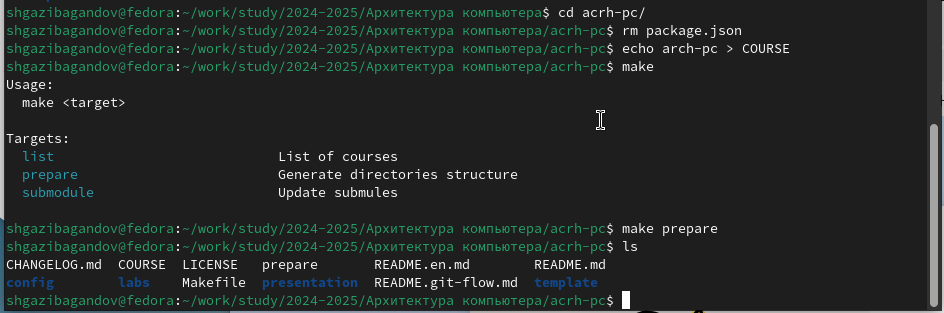 shgazibagandov@fedora:~/work/study/2024-2025/Архитектура компьютера$ cd acrh-pc/
shgazibagandov@fedora:~/work/study/2024-2025/Архитектура компьютера/acrh-pc$ rm package.json
shgazibagandov@fedora:~/work/study/2024-2025/Архитектура компьютера/acrh-pc$ echo arch-pc > COURSE
shgazibagandov@fedora:~/work/study/2024-2025/Архитектура компьютера/acrh-pc$ make
Usage:
  make <target>
Targets:
  list                            List of courses
  prepare                         Generate directories structure
  submodule                       Update submules
shgazibagandov@fedora:~/work/study/2024-2025/Архитектура компьютера/acrh-pc$ make prepare
shgazibagandov@fedora:~/work/study/2024-2025/Архитектура компьютера/acrh-pc$ ls
CHANGELOG.md  COURSE  LICENSE   prepare       README.en.md        README.md
config        labs    Makefile  presentation  README.git-flow.md  template
shgazibagandov@fedora:~/work/study/2024-2025/Архитектура компьютера/acrh-pc$